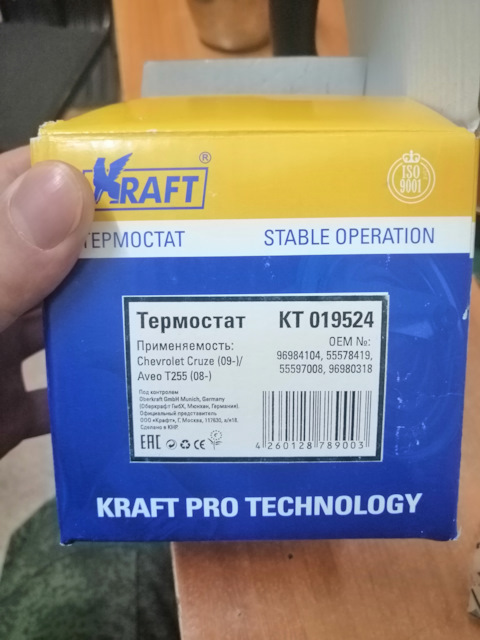 KRAFT®
ISO
9001
ТЕРМОСТАТ STABLE OPERATION
Термостат KT 019524
Применяемость: OEM №:
Chevrolet Cruze (09-)/ 96984104, 55578419,
Aveo T255 (08-) 55597008, 96980318
Под контролем
Oberkraft GmbH Munich, Germany
(Оберкрафт ГмбХ, Мюнхен, Германия).
Официальный представитель
ООО «Крафт», Г. Москва, 117630, а/я18.
Сделано в КНР.
EAC CE
4 260128 789003
KRAFT PRO TECHNOLOGY